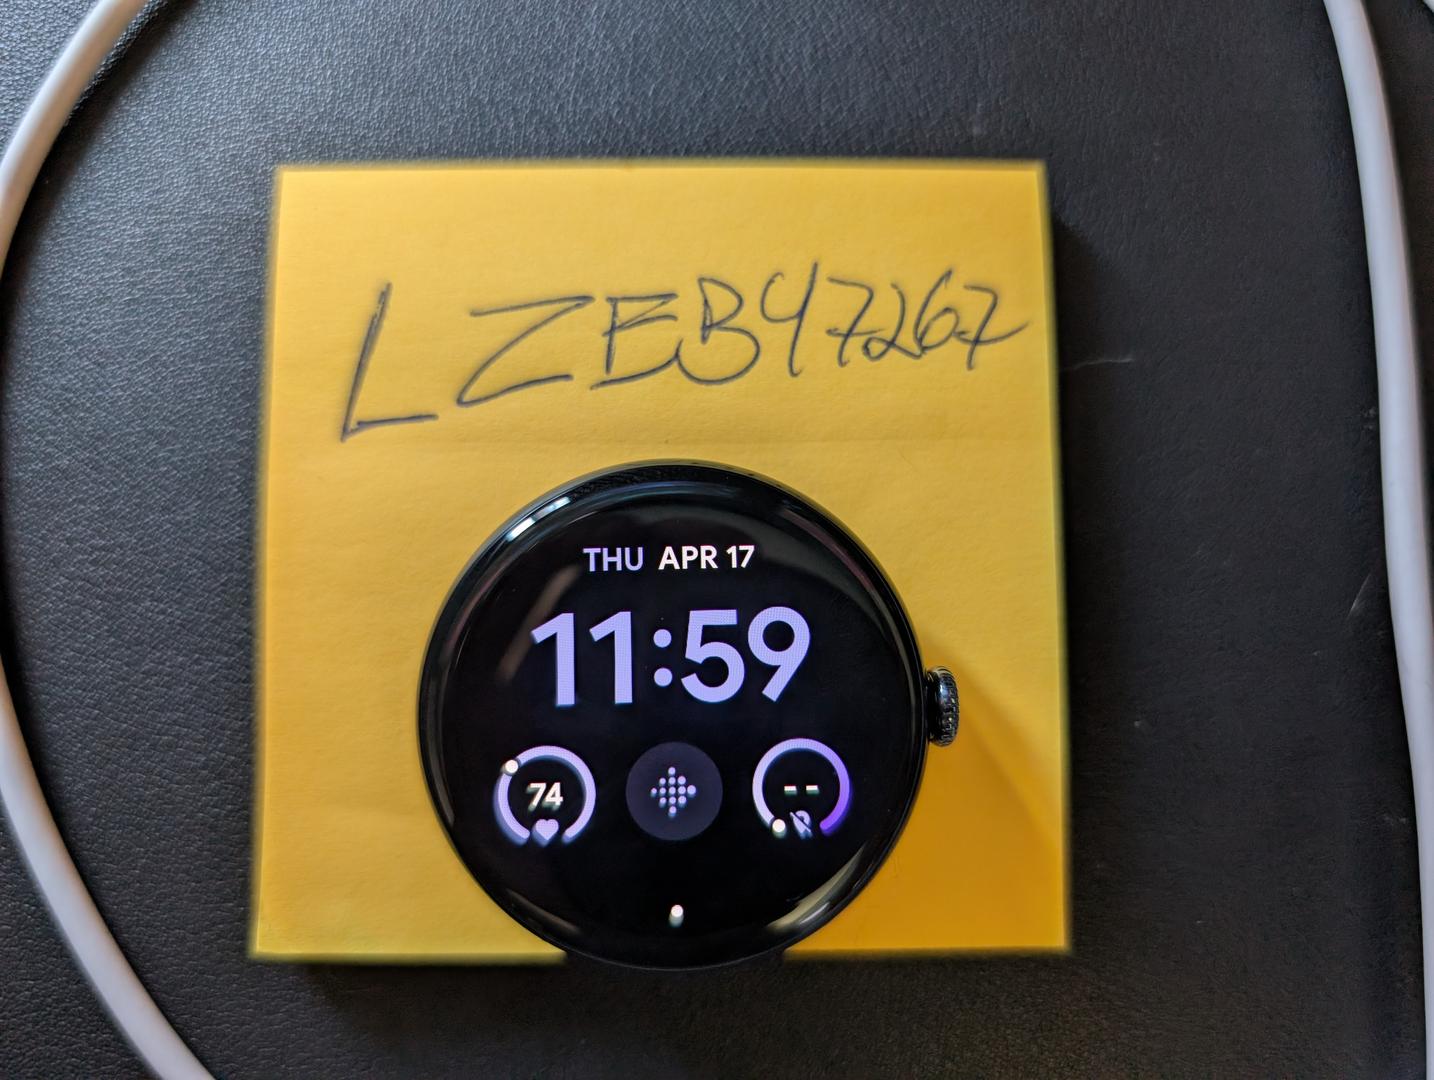 LZEB47267
THU APR 17
11:59
74 --